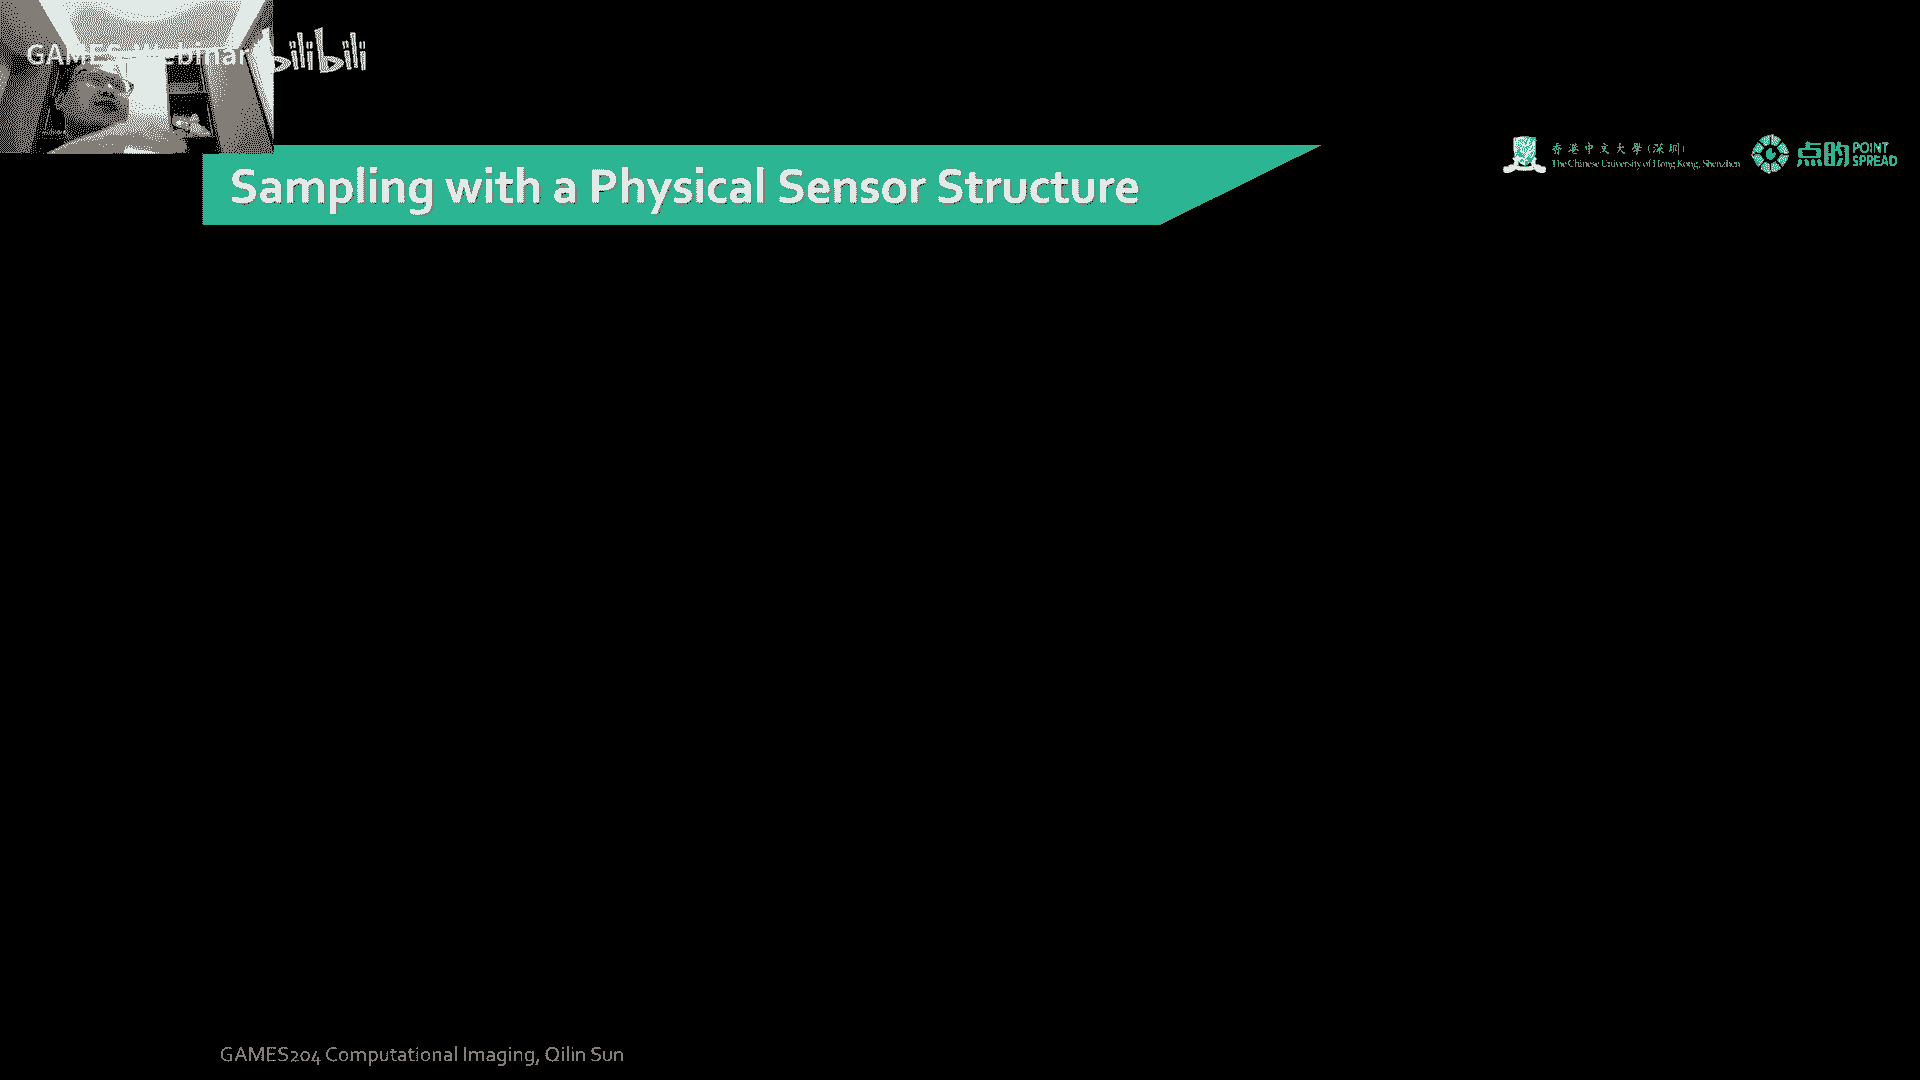 GAMES Webinar bilibili
Sampling with a Physical Sensor Structure
香港中文大學(深圳)
The Chinese University of Hong Kong, Shenzhen
点昀 POINT SPREAD
GAMES204 Computational Imaging, Qilin Sun